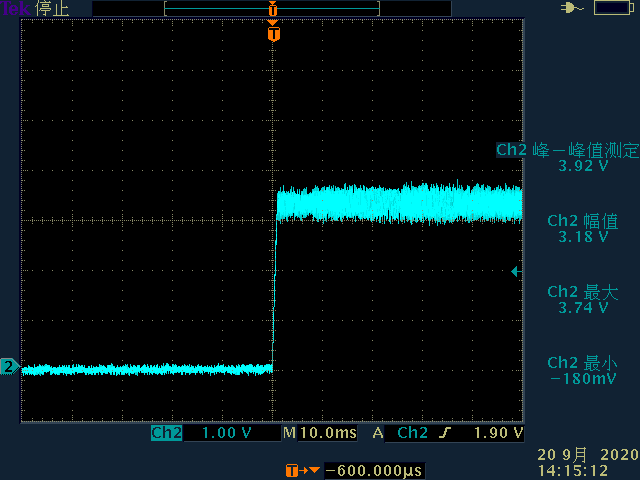 Tek 停止
T
T
Ch2 峰－峰值测定
3.92 V
Ch2 幅值
3.18 V
Ch2 最大
3.74 V
2
Ch2 最小
−180mV
Ch2 1.00 V M 10.0ms A Ch2 1.90 V
20 9月 2020
T −600.000µs
14:15:12